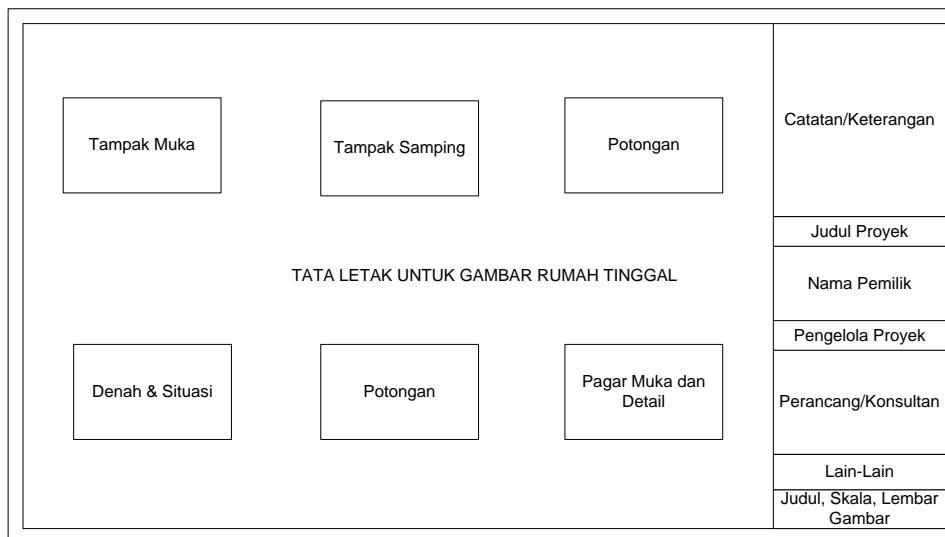 Tampak Muka
Tampak Samping
Potongan
TATA LETAK UNTUK GAMBAR RUMAH TINGGAL
Denah & Situasi
Potongan
Pagar Muka dan
Detail
Catatan/Keterangan
Judul Proyek
Nama Pemilik
Pengelola Proyek
Perancang/Konsultan
Lain-Lain
Judul, Skala, Lembar
Gambar